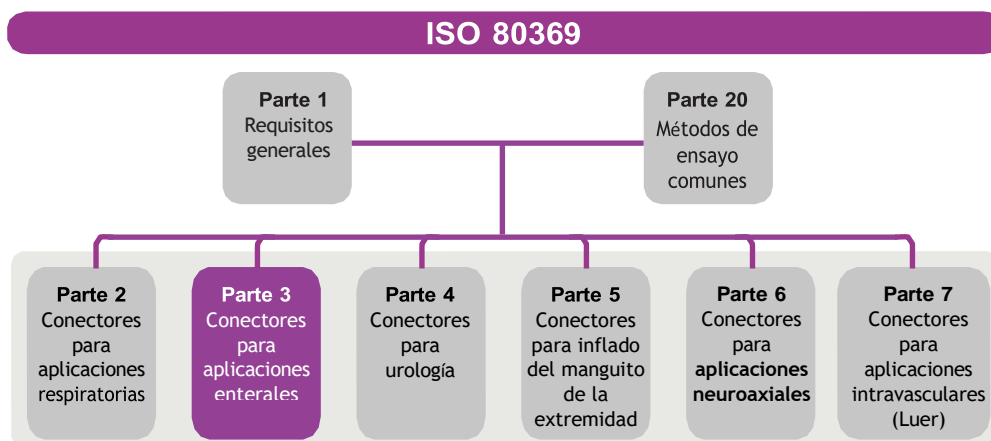 ISO 80369
Parte 1
Requisitos
generales
Parte 20
Métodos de
ensayo
comunes
Parte 2
Conectores
para
aplicaciones
respiratorias
Parte 3
Conectores
para
aplicaciones
enterales
Parte 4
Conectores
para
urología
Parte 5
Conectores
para inflado
del manguito
de la
extremidad
Parte 6
Conectores
para
aplicaciones
neuroaxiales
Parte 7
Conectores
para
aplicaciones
intravasculares
(Luer)